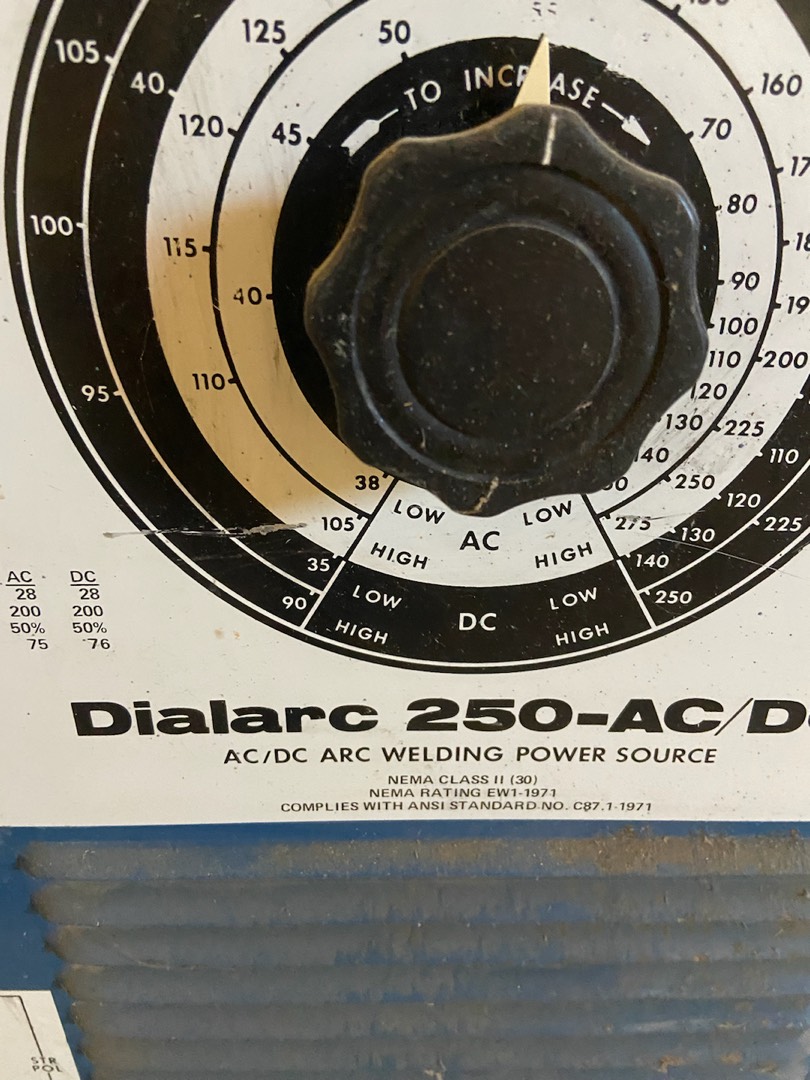 125
50
55
105
40
160
TO INCREASE
120
45
70
80
100
115
40
90
100
110
200
120
95
110
130
225
110
38
250
120
105
LOW
LOW
AC
275
130
225
35
HIGH
HIGH
140
90
LOW
LOW
DC
250
HIGH
HIGH
AC DC
28 28
200 200
50% 50%
75 76
Dialarc 250-AC/D
AC/DC ARC WELDING POWER SOURCE
NEMA CLASS II (30)
NEMA RATING EW1-1971
COMPLIES WITH ANSI STANDARD NO. C87.1-1971
STR
POL